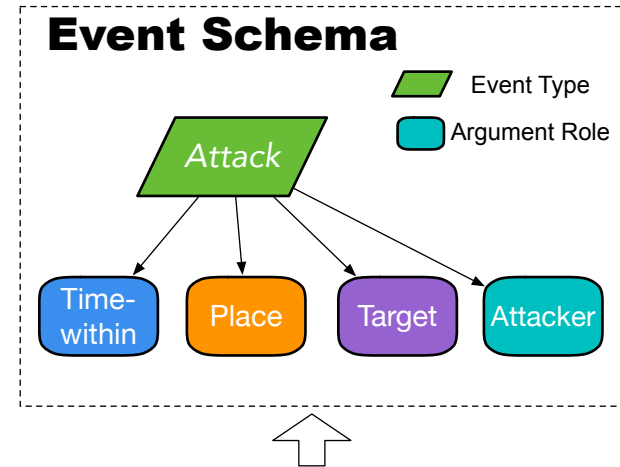 Event Schema
Event Type
Argument Role
Attack
Time-
within
Place
Target
Attacker